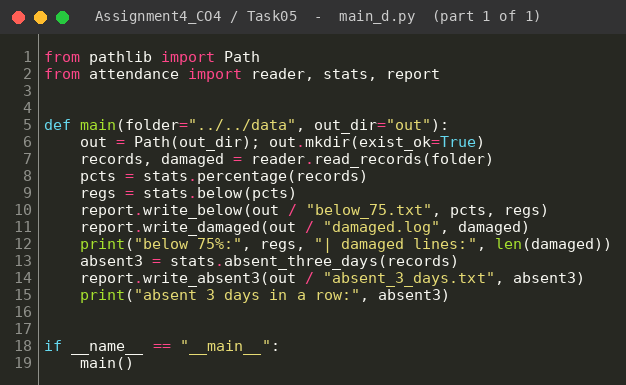 Assignment4_CO4 / Task05  -  main_d.py  (part 1 of 1)
1 from pathlib import Path
2 from attendance import reader, stats, report
3
4
5 def main(folder="../../data", out_dir="out"):
6     out = Path(out_dir); out.mkdir(exist_ok=True)
7     records, damaged = reader.read_records(folder)
8     pcts = stats.percentage(records)
9     regs = stats.below(pcts)
10     report.write_below(out / "below_75.txt", pcts, regs)
11     report.write_damaged(out / "damaged.log", damaged)
12     print("below 75%:", regs, "| damaged lines:", len(damaged))
13     absent3 = stats.absent_three_days(records)
14     report.write_absent3(out / "absent_3_days.txt", absent3)
15     print("absent 3 days in a row:", absent3)
16
17
18 if __name__ == "__main__":
19     main()